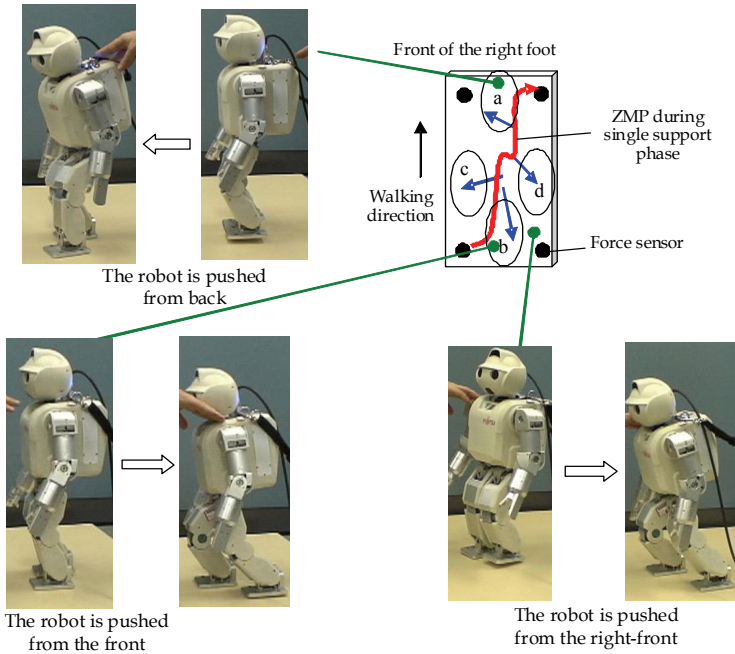 Front of the right foot
a
ZMP during
single support
phase
c
d
Walking
direction
b
Force sensor
The robot is pushed
from back
The robot is pushed
from the front
The robot is pushed
from the right-front